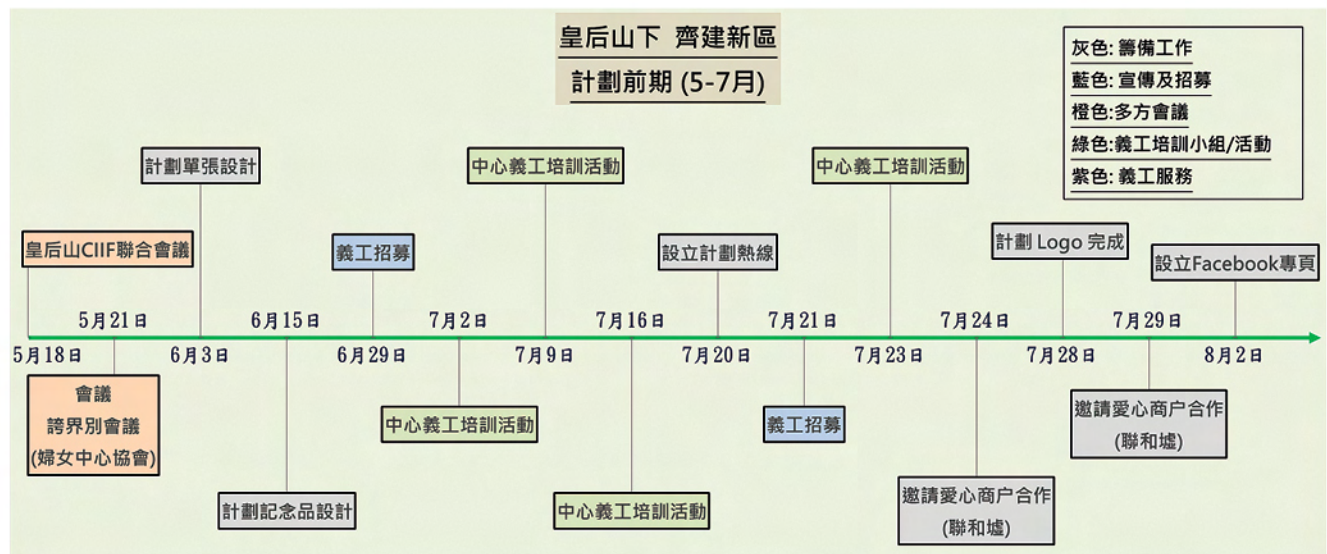 皇后山下 齊建新區
計劃前期 (5-7月)
灰色: 籌備工作
藍色: 宣傳及招募
橙色:多方會議
綠色:義工培訓小組/活動
紫色: 義工服務
計劃單張設計
中心義工培訓活動
中心義工培訓活動
皇后山CIIF聯合會議
義工招募
設立計劃熱線
計劃 Logo 完成
設立Facebook專頁
5月21日
6月15日
7月2日
7月16日
7月21日
7月24日
7月29日
5月18日
6月3日
6月29日
7月9日
7月20日
7月23日
7月28日
8月2日
會議
誇界別會議
(婦女中心協會)
中心義工培訓活動
義工招募
邀請愛心商户合作
(聯和墟)
計劃記念品設計
中心義工培訓活動
邀請愛心商户合作
(聯和墟)